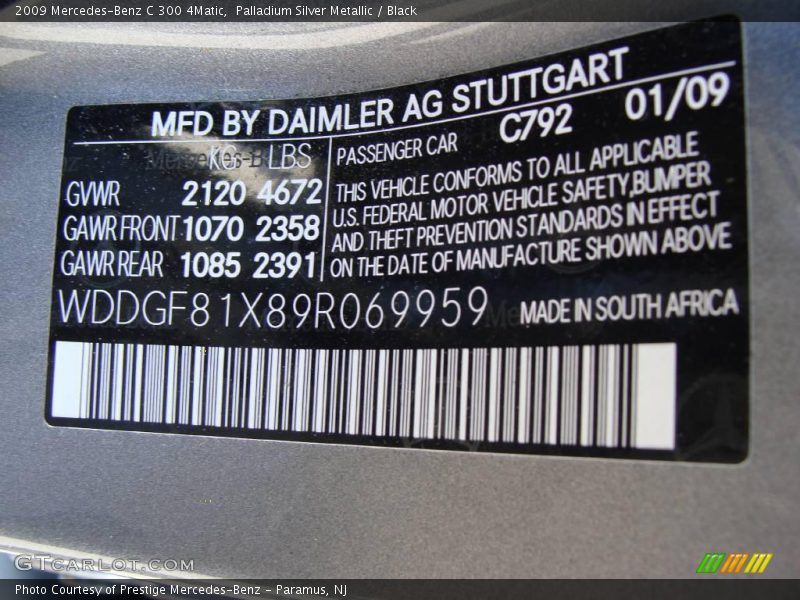 2009 Mercedes-Benz C 300 4Matic, Palladium Silver Metallic / Black
MFD BY DAIMLER AG STUTTGART
C792 01/09
KG LBS
GVWR 2120 4672
GAWR FRONT 1070 2358
GAWR REAR 1085 2391
PASSENGER CAR
THIS VEHICLE CONFORMS TO ALL APPLICABLE
U.S. FEDERAL MOTOR VEHICLE SAFETY,BUMPER
AND THEFT PREVENTION STANDARDS IN EFFECT
ON THE DATE OF MANUFACTURE SHOWN ABOVE
WDDGF81X89R069959 MADE IN SOUTH AFRICA
GTCARLOT.COM
Photo Courtesy of Prestige Mercedes-Benz - Paramus, NJ